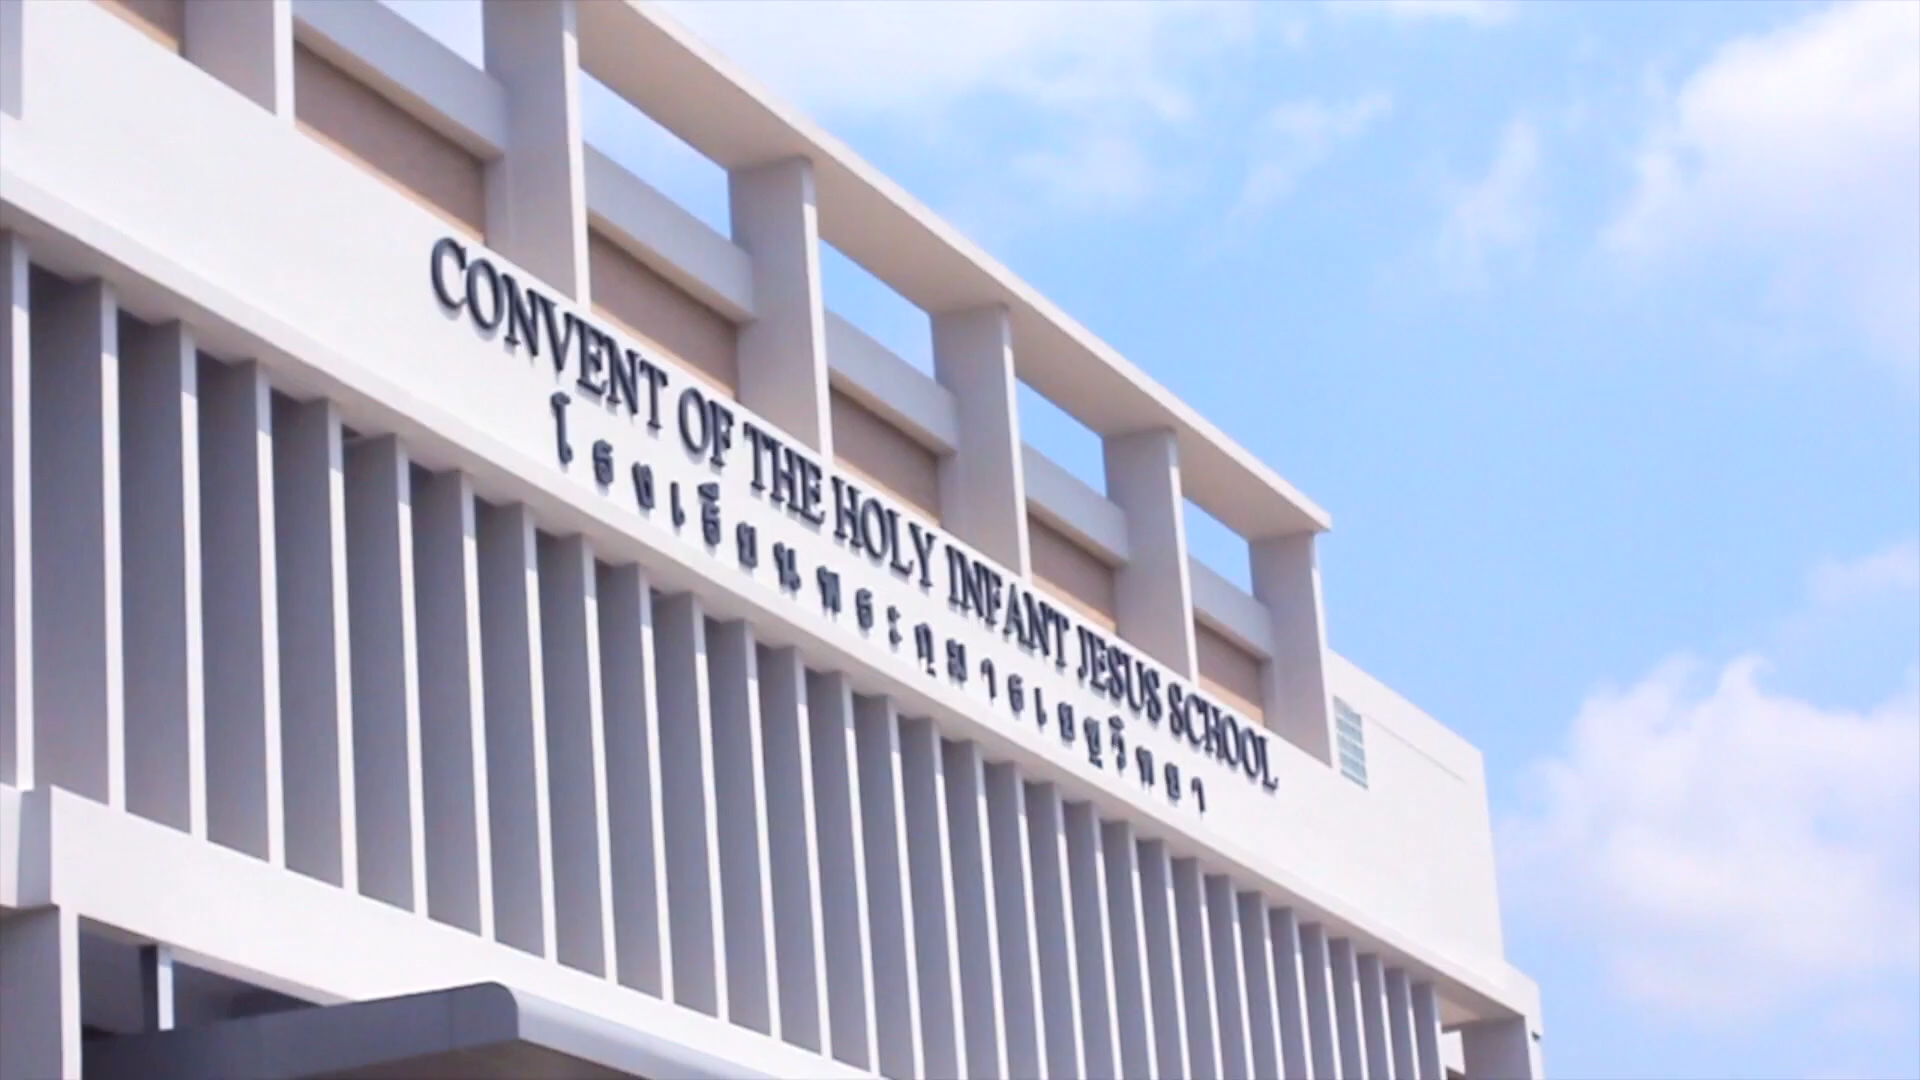 CONVENT OF THE HOLY INFANT JESUS SCHOOL
โรงเรียนพระกุมารเยซูวิทยา